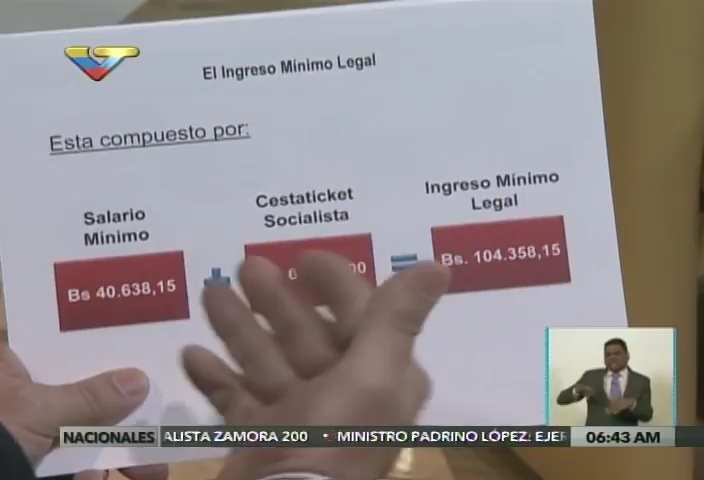 El Ingreso Mínimo Legal
Esta compuesto por:
Salario
Mínimo
Cestaticket
Socialista
Ingreso Mínimo
Legal
Bs 40.638,15
Bs. 104.358,15
NACIONALES
ALISTA ZAMORA 200 • MINISTRO PADRINO LÓPEZ: EJE
06:43 AM